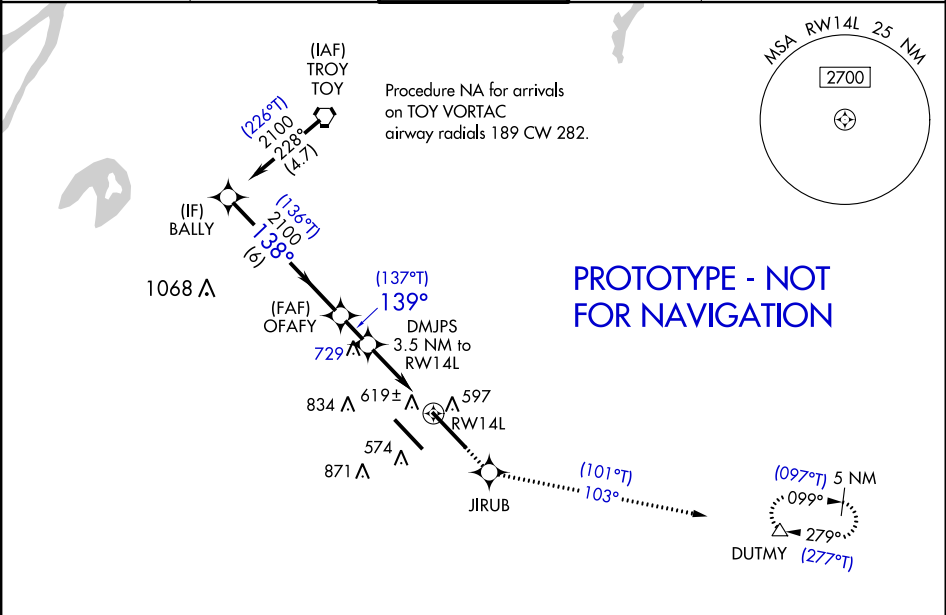 (IAF)
TROY
TOY
Procedure NA for arrivals
on TOY VORTAC
airway radials 189 CW 282.
MSA RW14L 25 NM
2700
(226°T)
2100
228°
(4.7)
(IF)
BALLY
(136°T)
2100
138°
(6)
1068
(FAF)
OFAFY
(137°T)
139°
PROTOTYPE - NOT
FOR NAVIGATION
DMJPS
3.5 NM to
RW14L
729
834
619±
597
RW14L
574
871
JIRUB
(101°T)
103°
(097°T) 5 NM
099°
279°
DUTMY (277°T)